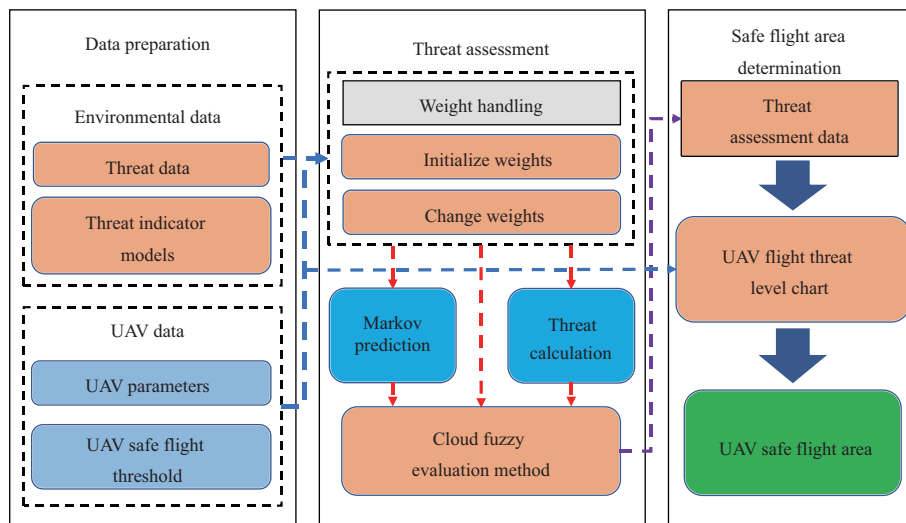 Data preparation
Environmental data
Threat data
Threat indicator
models
UAV data
UAV parameters
UAV safe flight
threshold
Threat assessment
Weight handling
Initialize weights
Change weights
Markov
prediction
Threat
calculation
Cloud fuzzy
evaluation method
Safe flight area
determination
Threat
assessment data
UAV flight threat
level chart
UAV safe flight area